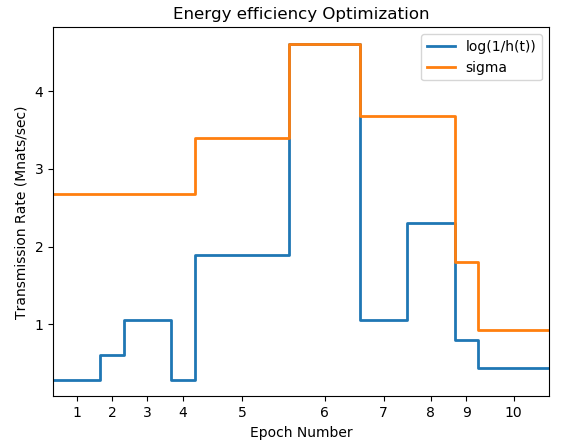 Energy efficiency Optimization
log(1/h(t))
sigma
4
3
2
1
Transmission Rate (Mnats/sec)
1 2 3 4 5 6 7 8 9 10
Epoch Number